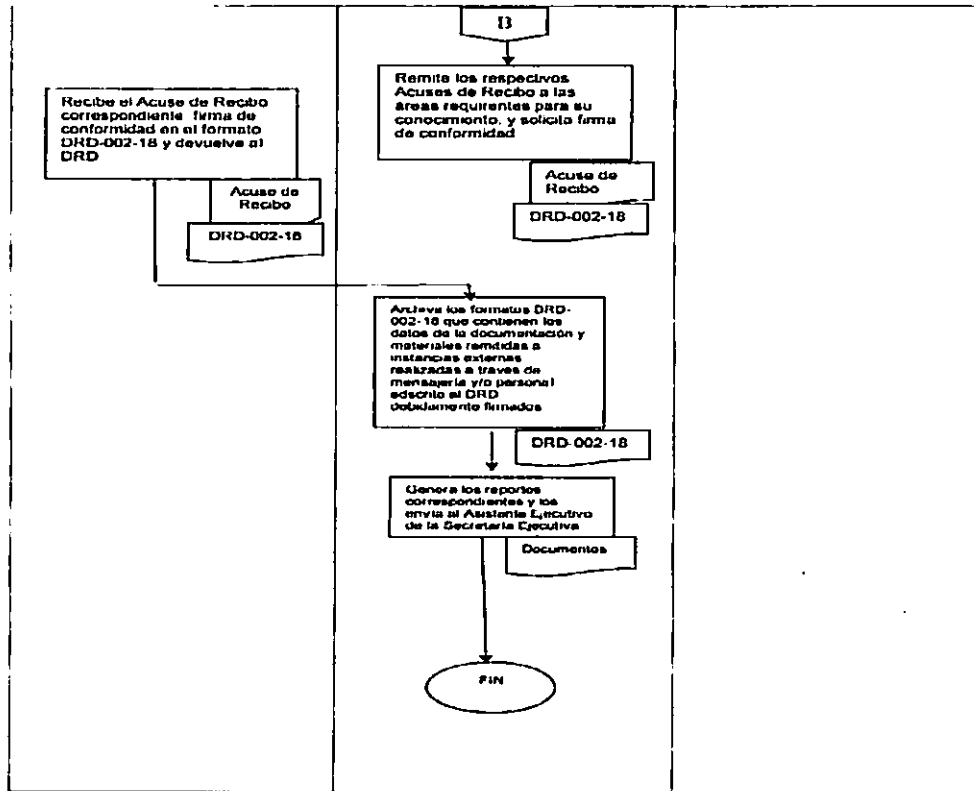 Remite los respectivos
Acuses de Recibo a las
áreas requirentes para su
conocimiento, y solicita firma
de conformidad
Acuse de
Recibo
DRD-002-18
Recibe el Acuse de Recibo
correspondiente firma de
conformidad en el formato
DRD-002-18 y devuelve al
DRD
Acuse de
Recibo
DRD-002-18
Archiva los formatos DRD-
002-18 que contienen los
datos de la documentación y
materiales remitidas a
instancias externas
realizadas a traves de
mensajería y/o personal
adscrito al DRD
debidamente firmados
DRD-002-18
Genera los reportes
correspondientes y los
envía al Asistente Ejecutivo
de la Secretaría Ejecutiva
Documentos
FIN